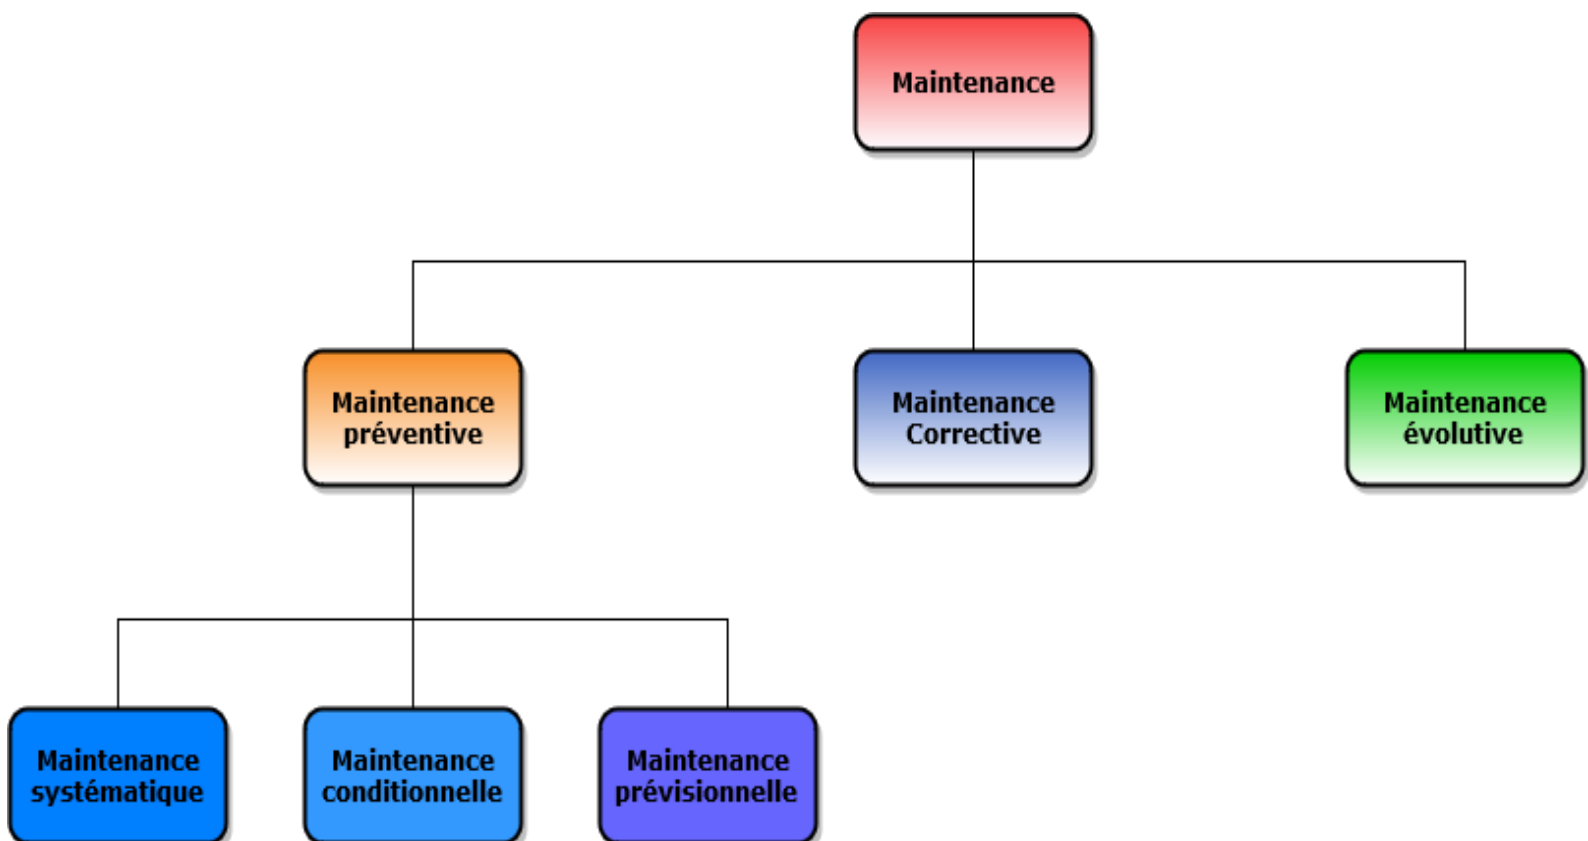 Maintenance
Maintenance
préventive
Maintenance
Corrective
Maintenance
évolutive
Maintenance
systématique
Maintenance
conditionnelle
Maintenance
prévisionnelle